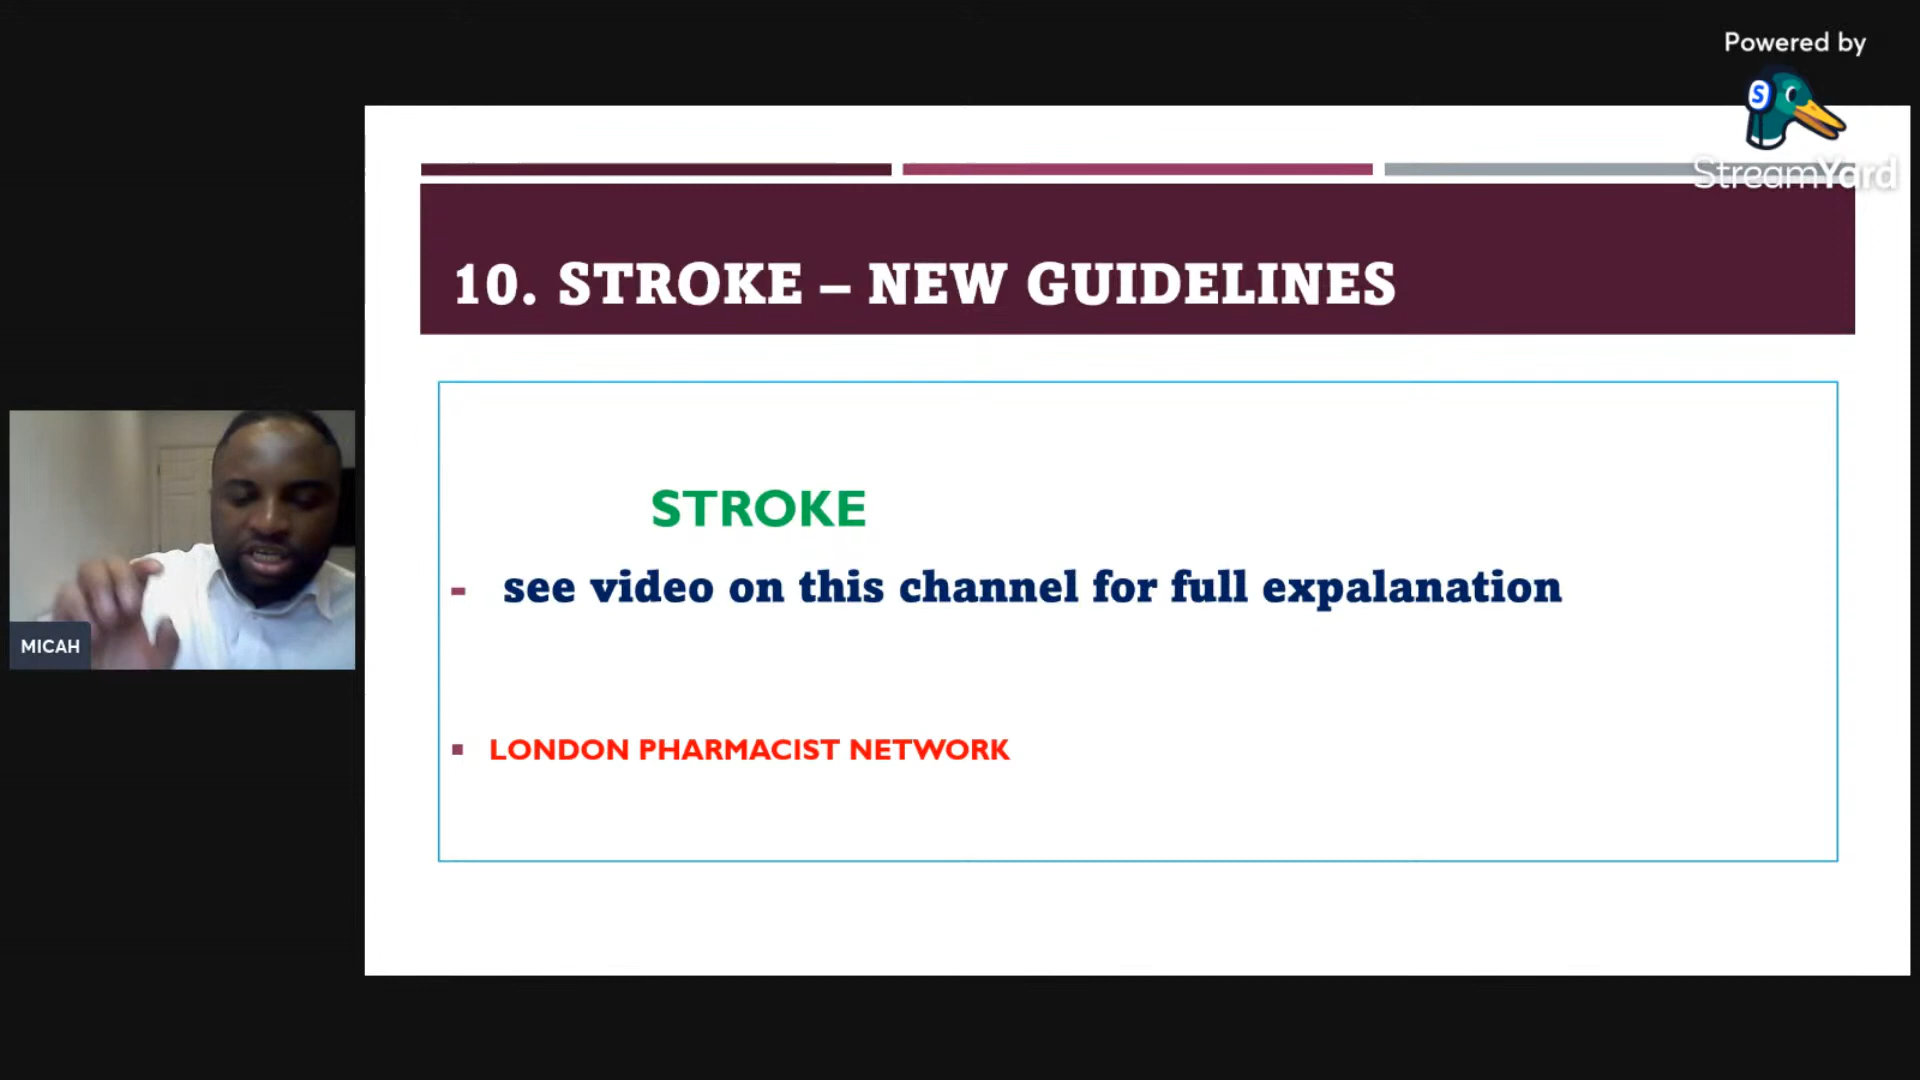 Powered by
StreamYard
10. STROKE – NEW GUIDELINES
STROKE
- see video on this channel for full expalanation
▪ LONDON PHARMACIST NETWORK
MICAH